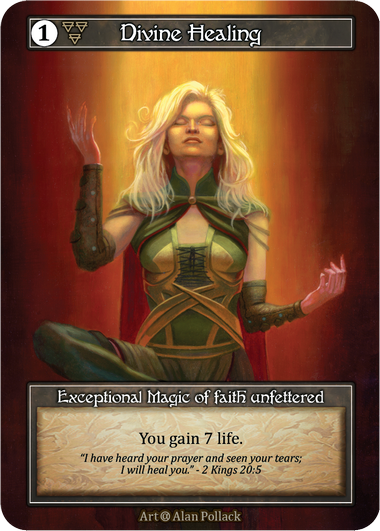 1 Divine Healing
Exceptional Magic of faith unfettered
You gain 7 life.
“I have heard your prayer and seen your tears;
I will heal you.” - 2 Kings 20:5
Art @ Alan Pollack